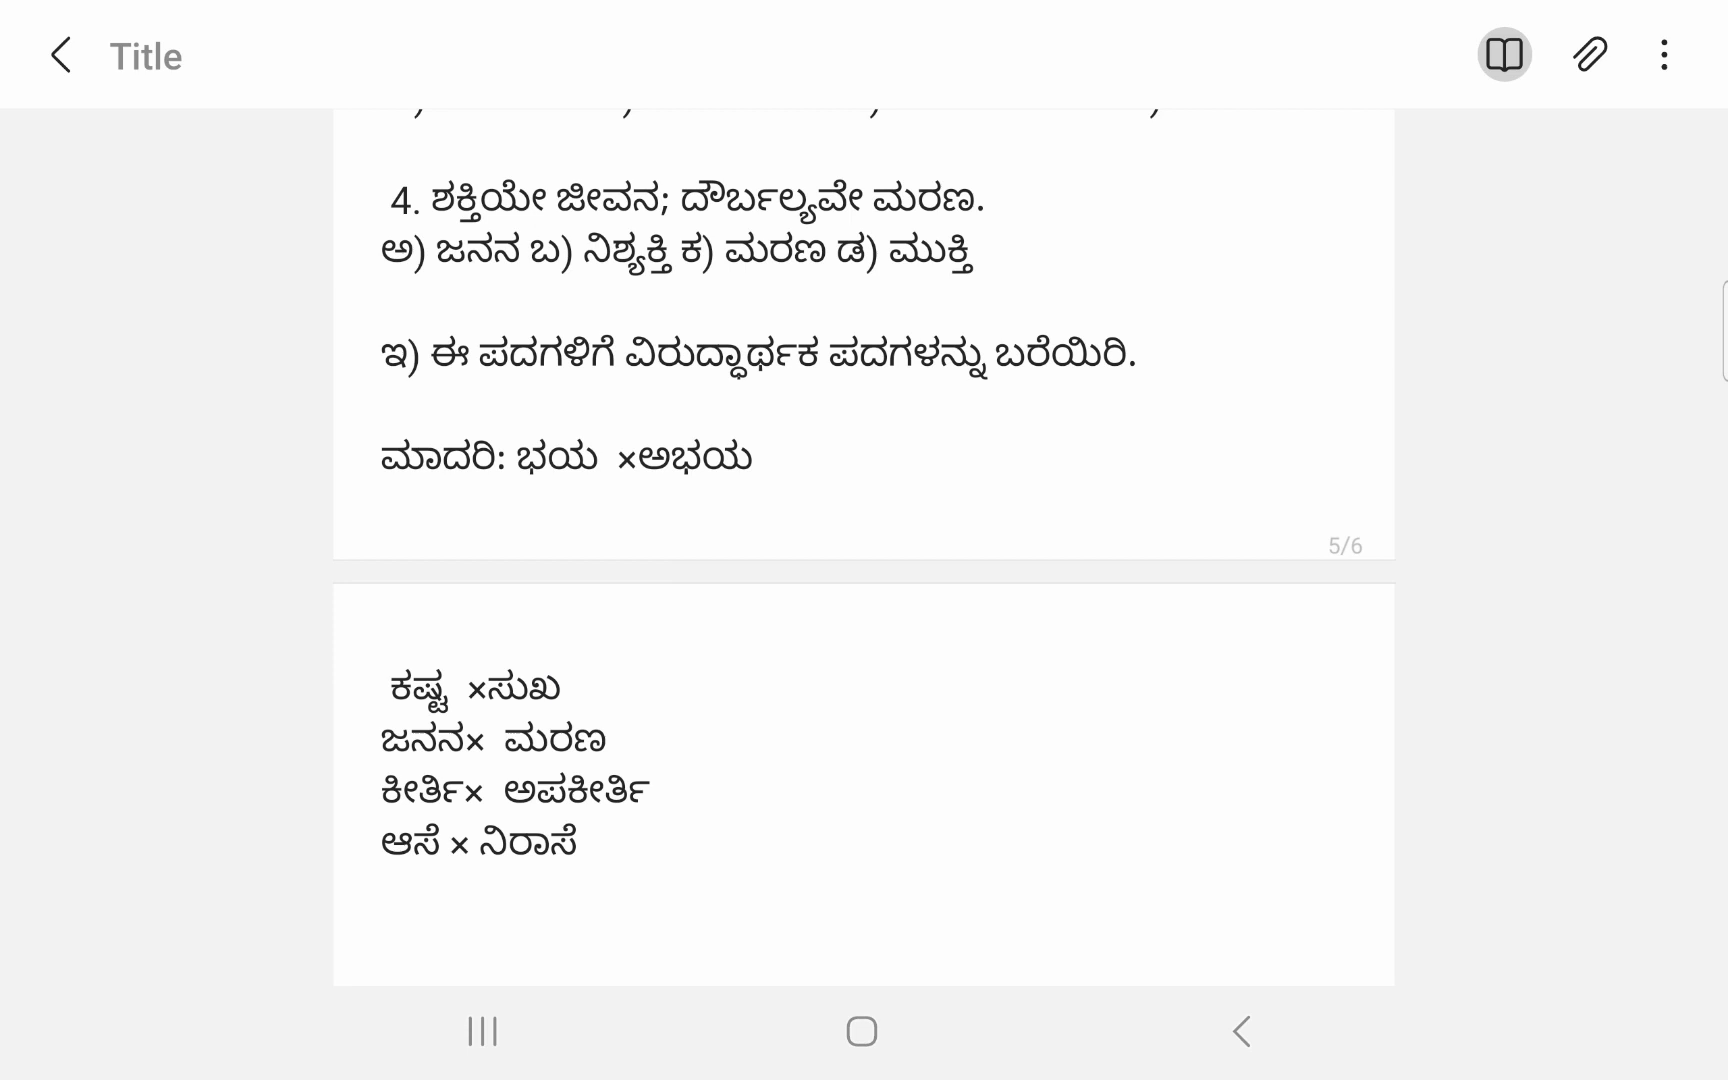 Title
4. ಶಕ್ತಿಯೇ ಜೀವನ; ದೌರ್ಬಲ್ಯವೇ ಮರಣ.
ಅ) ಜನನ ಬ) ನಿಶ್ಯಕ್ತಿ ಕ) ಮರಣ ಡ) ಮುಕ್ತಿ
ಇ) ಈ ಪದಗಳಿಗೆ ವಿರುದ್ಧಾರ್ಥಕ ಪದಗಳನ್ನು ಬರೆಯಿರಿ.
ಮಾದರಿ: ಭಯ  ×ಅಭಯ
5/6
ಕಷ್ಟ  ×ಸುಖ
ಜನನ×  ಮರಣ
ಕೀರ್ತಿ×  ಅಪಕೀರ್ತಿ
ಆಸೆ × ನಿರಾಸೆ